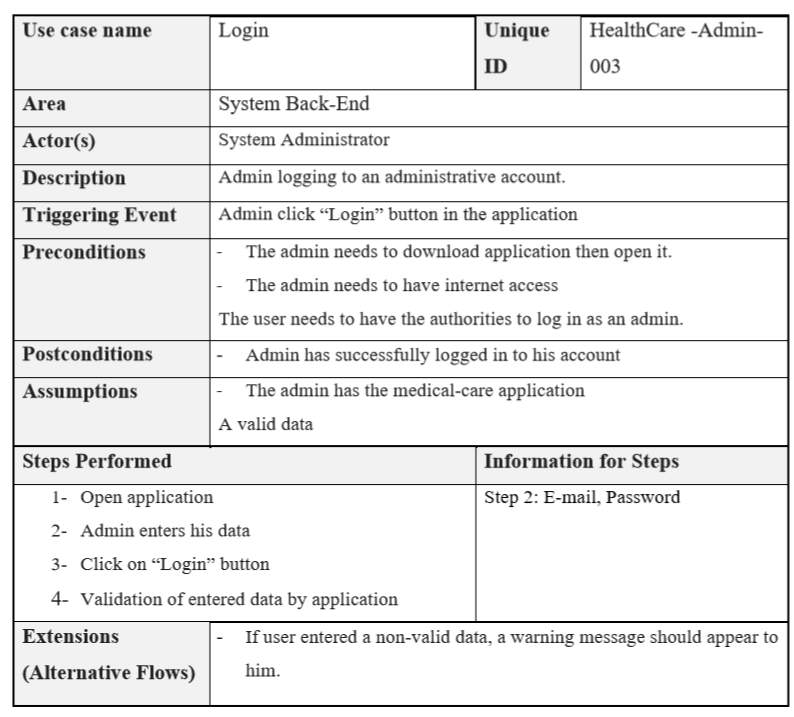 Use case name Login Unique ID HealthCare -Admin-003
Area System Back-End
Actor(s) System Administrator
Description Admin logging to an administrative account.
Triggering Event Admin click “Login” button in the application
Preconditions - The admin needs to download application then open it.
- The admin needs to have internet access
The user needs to have the authorities to log in as an admin.
Postconditions - Admin has successfully logged in to his account
Assumptions - The admin has the medical-care application
A valid data
Steps Performed Information for Steps
1- Open application Step 2: E-mail, Password
2- Admin enters his data
3- Click on “Login” button
4- Validation of entered data by application
Extensions (Alternative Flows) - If user entered a non-valid data, a warning message should appear to
him.